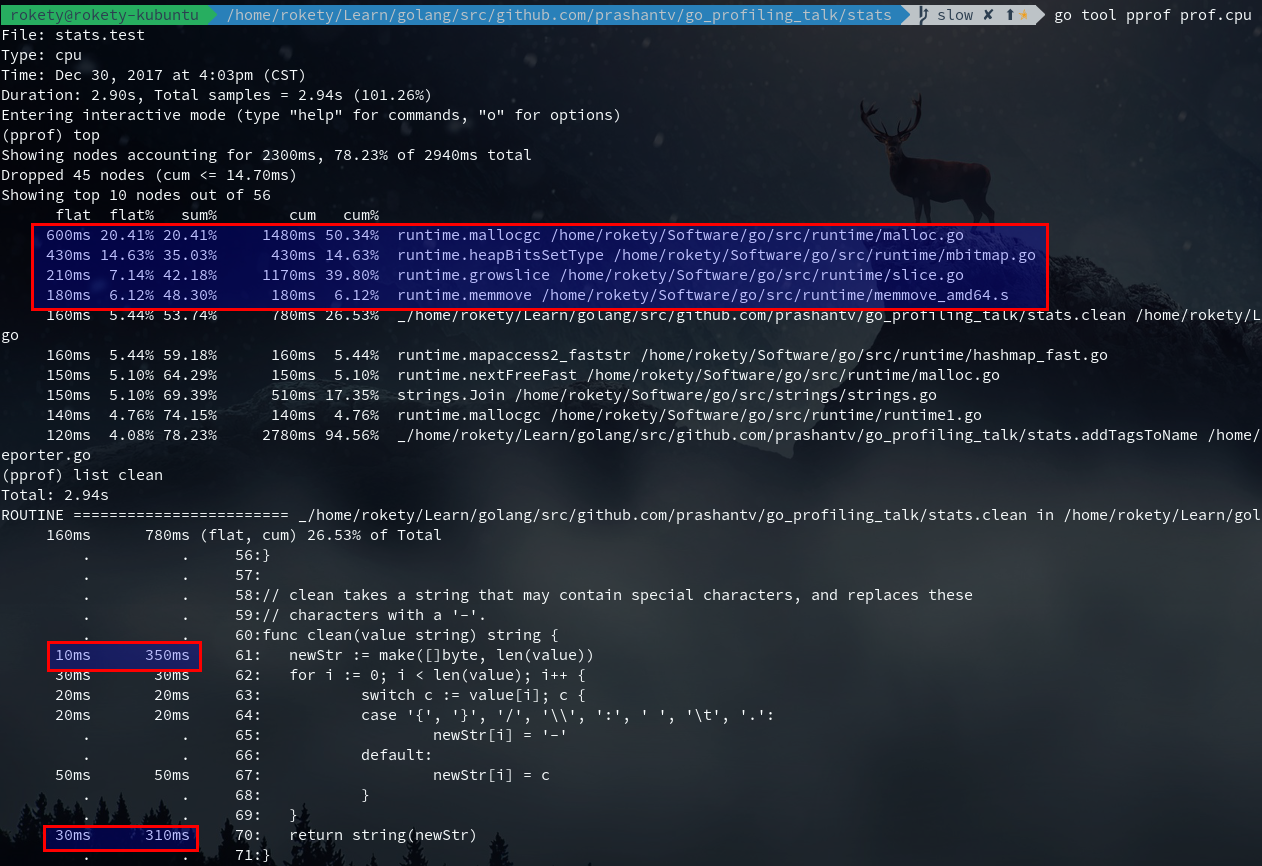 rokety@rokety-kubuntu /home/rokety/Learn/golang/src/github.com/prashantv/go_profiling_talk/stats slow ✘ ⬆★ go tool pprof prof.cpu
File: stats.test
Type: cpu
Time: Dec 30, 2017 at 4:03pm (CST)
Duration: 2.90s, Total samples = 2.94s (101.26%)
Entering interactive mode (type "help" for commands, "o" for options)
(pprof) top
Showing nodes accounting for 2300ms, 78.23% of 2940ms total
Dropped 45 nodes (cum <= 14.70ms)
Showing top 10 nodes out of 56
flat flat% sum% cum cum%
600ms 20.41% 20.41% 1480ms 50.34% runtime.mallocgc /home/rokety/Software/go/src/runtime/malloc.go
430ms 14.63% 35.03% 430ms 14.63% runtime.heapBitsSetType /home/rokety/Software/go/src/runtime/mbitmap.go
210ms 7.14% 42.18% 1170ms 39.80% runtime.growslice /home/rokety/Software/go/src/runtime/slice.go
180ms 6.12% 48.30% 180ms 6.12% runtime.memmove /home/rokety/Software/go/src/runtime/memmove_amd64.s
160ms 5.44% 53.74% 780ms 26.53% _/home/rokety/Learn/golang/src/github.com/prashantv/go_profiling_talk/stats.clean /home/rokety/L
go
160ms 5.44% 59.18% 160ms 5.44% runtime.mapaccess2_faststr /home/rokety/Software/go/src/runtime/hashmap_fast.go
150ms 5.10% 64.29% 150ms 5.10% runtime.nextFreeFast /home/rokety/Software/go/src/runtime/malloc.go
150ms 5.10% 69.39% 510ms 17.35% strings.Join /home/rokety/Software/go/src/strings/strings.go
140ms 4.76% 74.15% 140ms 4.76% runtime.mallocgc /home/rokety/Software/go/src/runtime/runtime1.go
120ms 4.08% 78.23% 2780ms 94.56% _/home/rokety/Learn/golang/src/github.com/prashantv/go_profiling_talk/stats.addTagsToName /home/
eporter.go
(pprof) list clean
Total: 2.94s
ROUTINE ======================== _/home/rokety/Learn/golang/src/github.com/prashantv/go_profiling_talk/stats.clean in /home/rokety/Learn/gol
160ms 780ms (flat, cum) 26.53% of Total
. . 56:}
. . 57:
. . 58:// clean takes a string that may contain special characters, and replaces these
. . 59:// characters with a '-'.
. . 60:func clean(value string) string {
10ms 350ms 61: newStr := make([]byte, len(value))
30ms 30ms 62: for i := 0; i < len(value); i++ {
20ms 20ms 63: switch c := value[i]; c {
20ms 20ms 64: case '{', '}', '/', '\\', ':', ' ', '\t', '.':
. . 65: newStr[i] = '-'
. . 66: default:
50ms 50ms 67: newStr[i] = c
. . 68: }
. . 69: }
30ms 310ms 70: return string(newStr)
. . 71:}